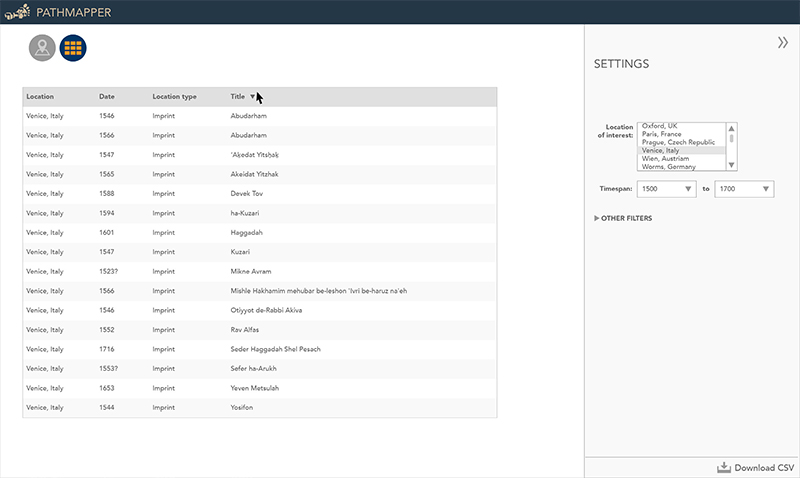 PATHMAPPER
Location Date Location type Title
Venice, Italy 1546 Imprint Abudarham
Venice, Italy 1566 Imprint Abudarham
Venice, Italy 1547 Imprint 'Aḳedat Yitsḥaḳ
Venice, Italy 1565 Imprint Akeidat Yitzhak
Venice, Italy 1588 Imprint Devek Tov
Venice, Italy 1594 Imprint ha-Kuzari
Venice, Italy 1601 Imprint Haggadah
Venice, Italy 1547 Imprint Kuzari
Venice, Italy 1523? Imprint Mikne Avram
Venice, Italy 1566 Imprint Mishle Hakhamim mehubar be-leshon 'Ivri be-haruz na'eh
Venice, Italy 1546 Imprint Otiyyot de-Rabbi Akiva
Venice, Italy 1552 Imprint Rav Alfas
Venice, Italy 1716 Imprint Seder Haggadah Shel Pesach
Venice, Italy 1553? Imprint Sefer ha-Arukh
Venice, Italy 1653 Imprint Yeven Metsulah
Venice, Italy 1544 Imprint Yosifon
SETTINGS
Location
of interest:
Oxford, UK
Paris, France
Prague, Czech Republic
Venice, Italy
Wien, Austriam
Worms, Germany
Timespan: 1500 to 1700
OTHER FILTERS
Download CSV